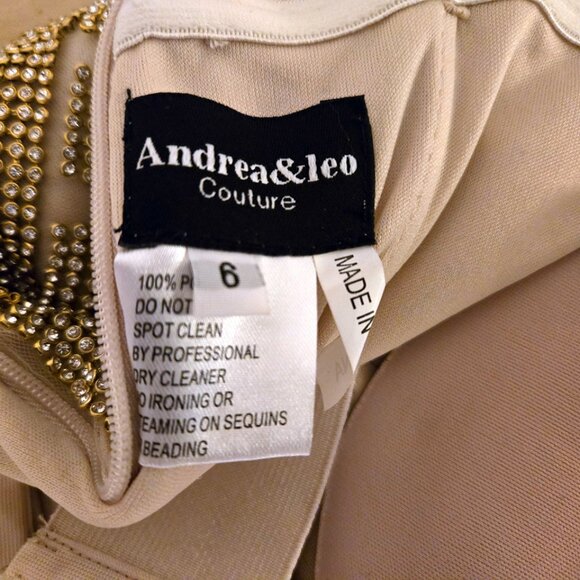 Andrea&leo
Couture
6
100% P
DO NOT
SPOT CLEAN
BY PROFESSIONAL
DRY CLEANER
O IRONING OR
TEAMING ON SEQUINS
BEADING
MADE IN